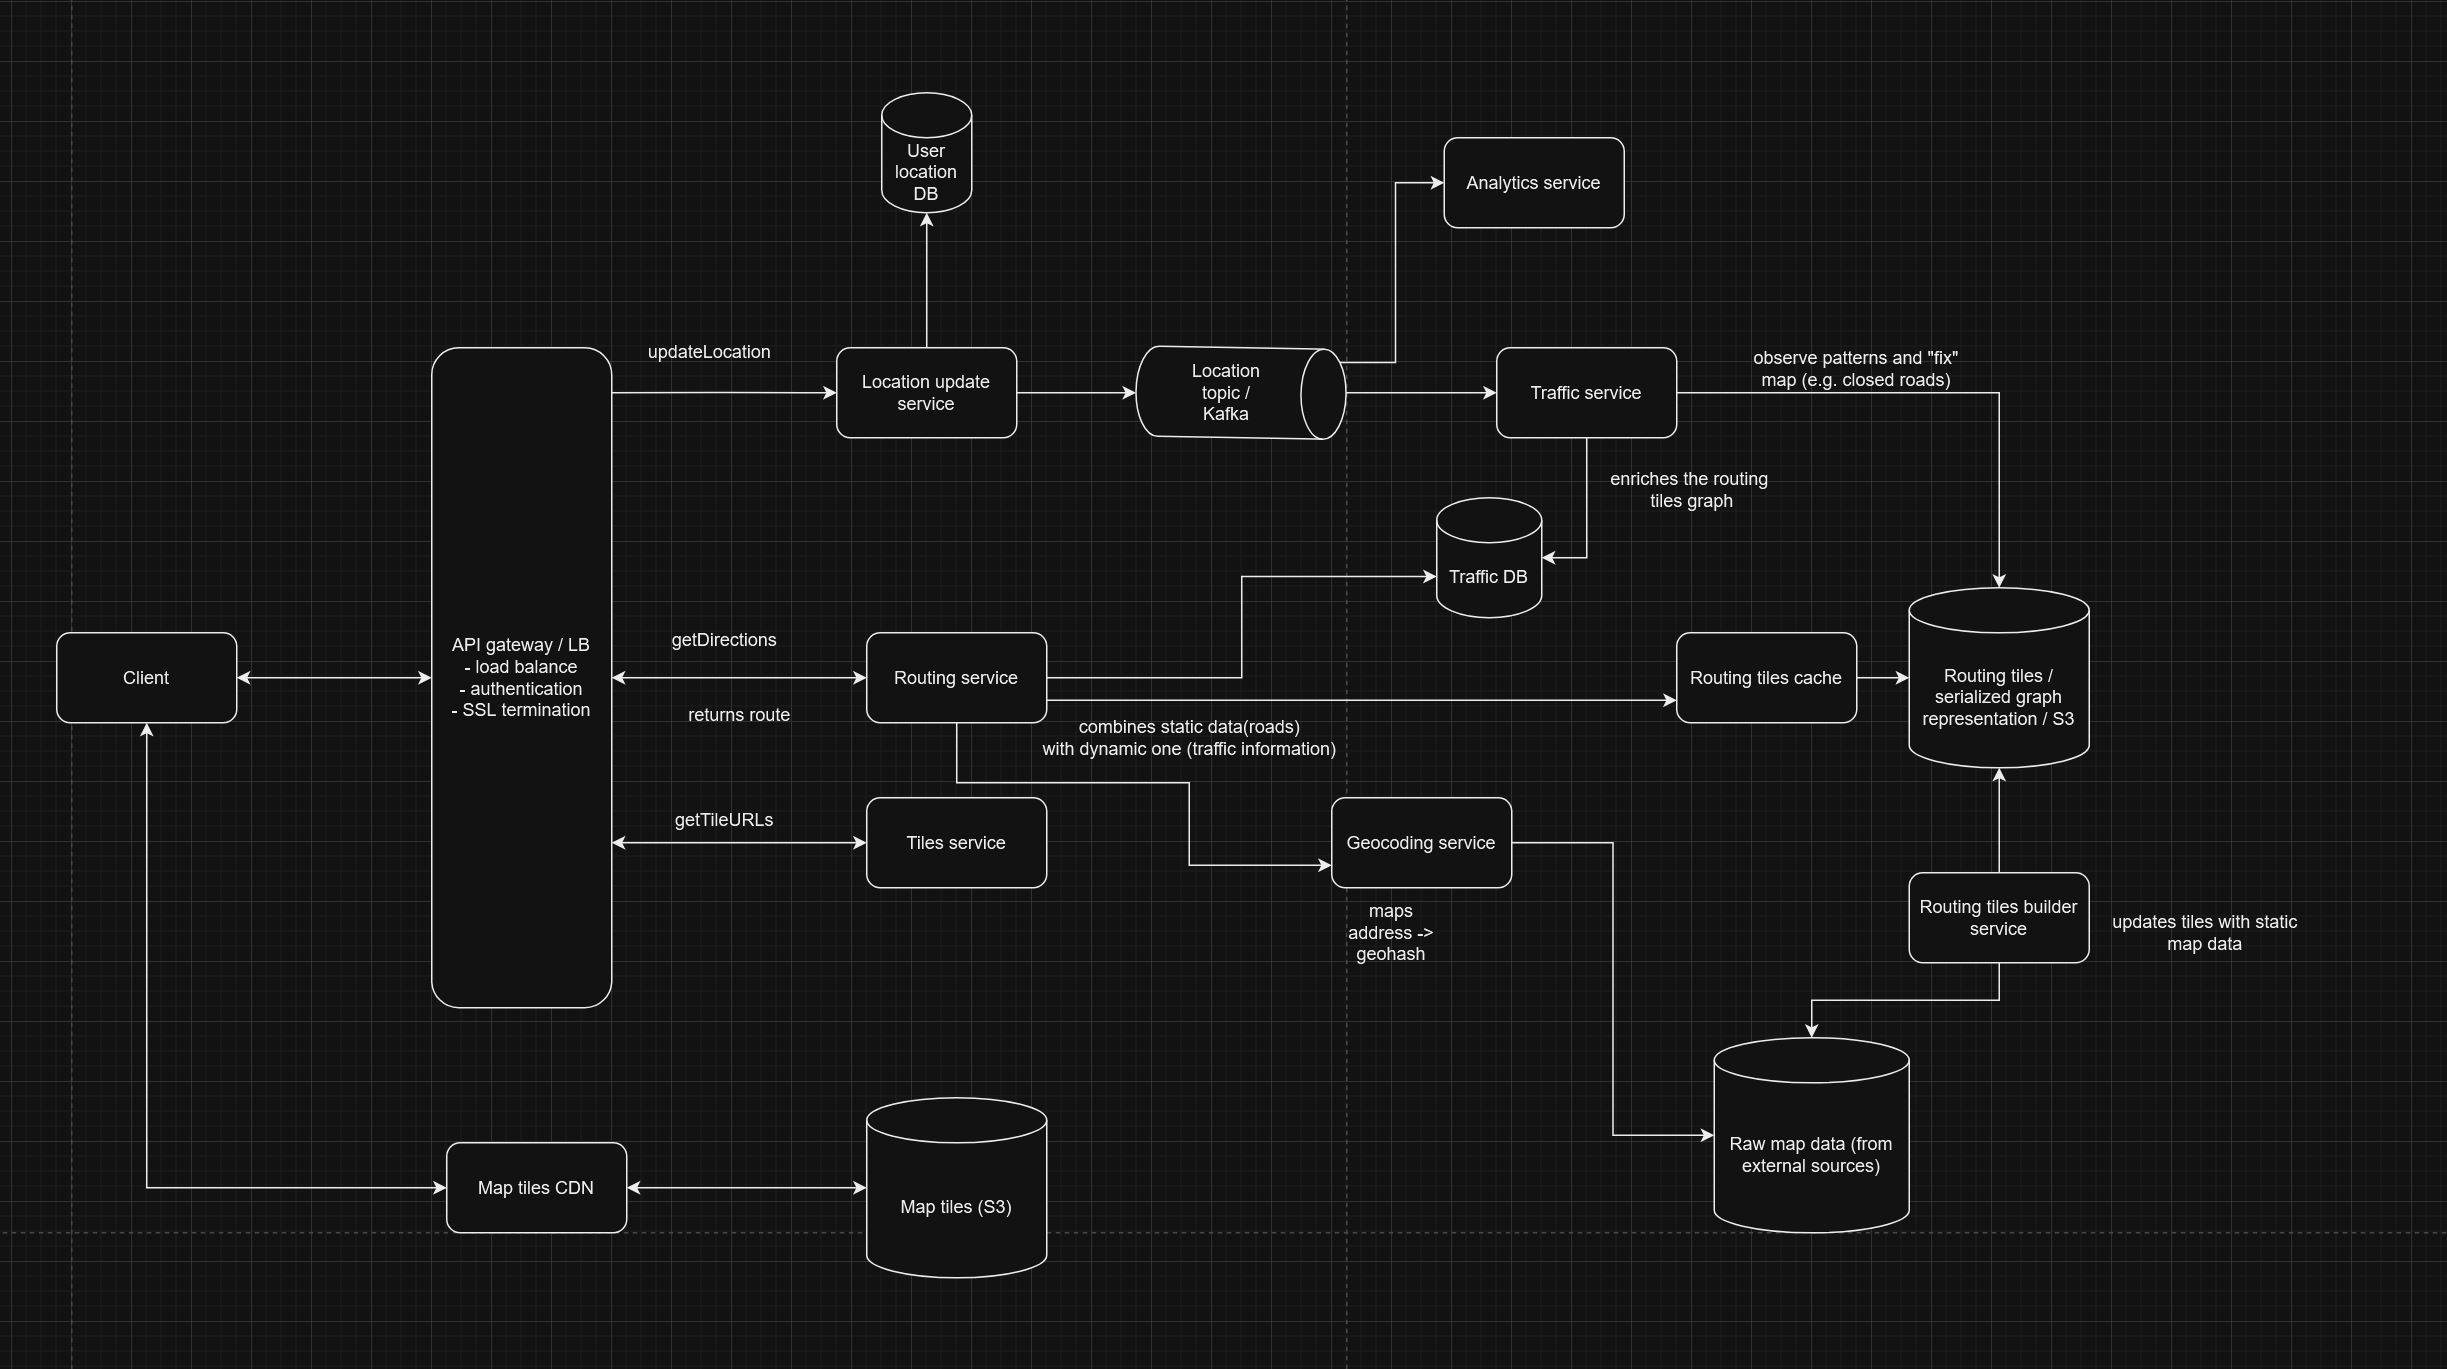 User
location
DB
Analytics service
updateLocation
Location update
service
Location
topic /
Kafka
Traffic service
observe patterns and "fix"
map (e.g. closed roads)
enriches the routing
tiles graph
Traffic DB
Client
API gateway / LB
- load balance
- authentication
- SSL termination
getDirections
returns route
Routing service
combines static data(roads)
with dynamic one (traffic information)
Routing tiles cache
Routing tiles /
serialized graph
representation / S3
getTileURLs
Tiles service
Geocoding service
maps
address ->
geohash
Routing tiles builder
service
updates tiles with static
map data
Raw map data (from
external sources)
Map tiles CDN
Map tiles (S3)